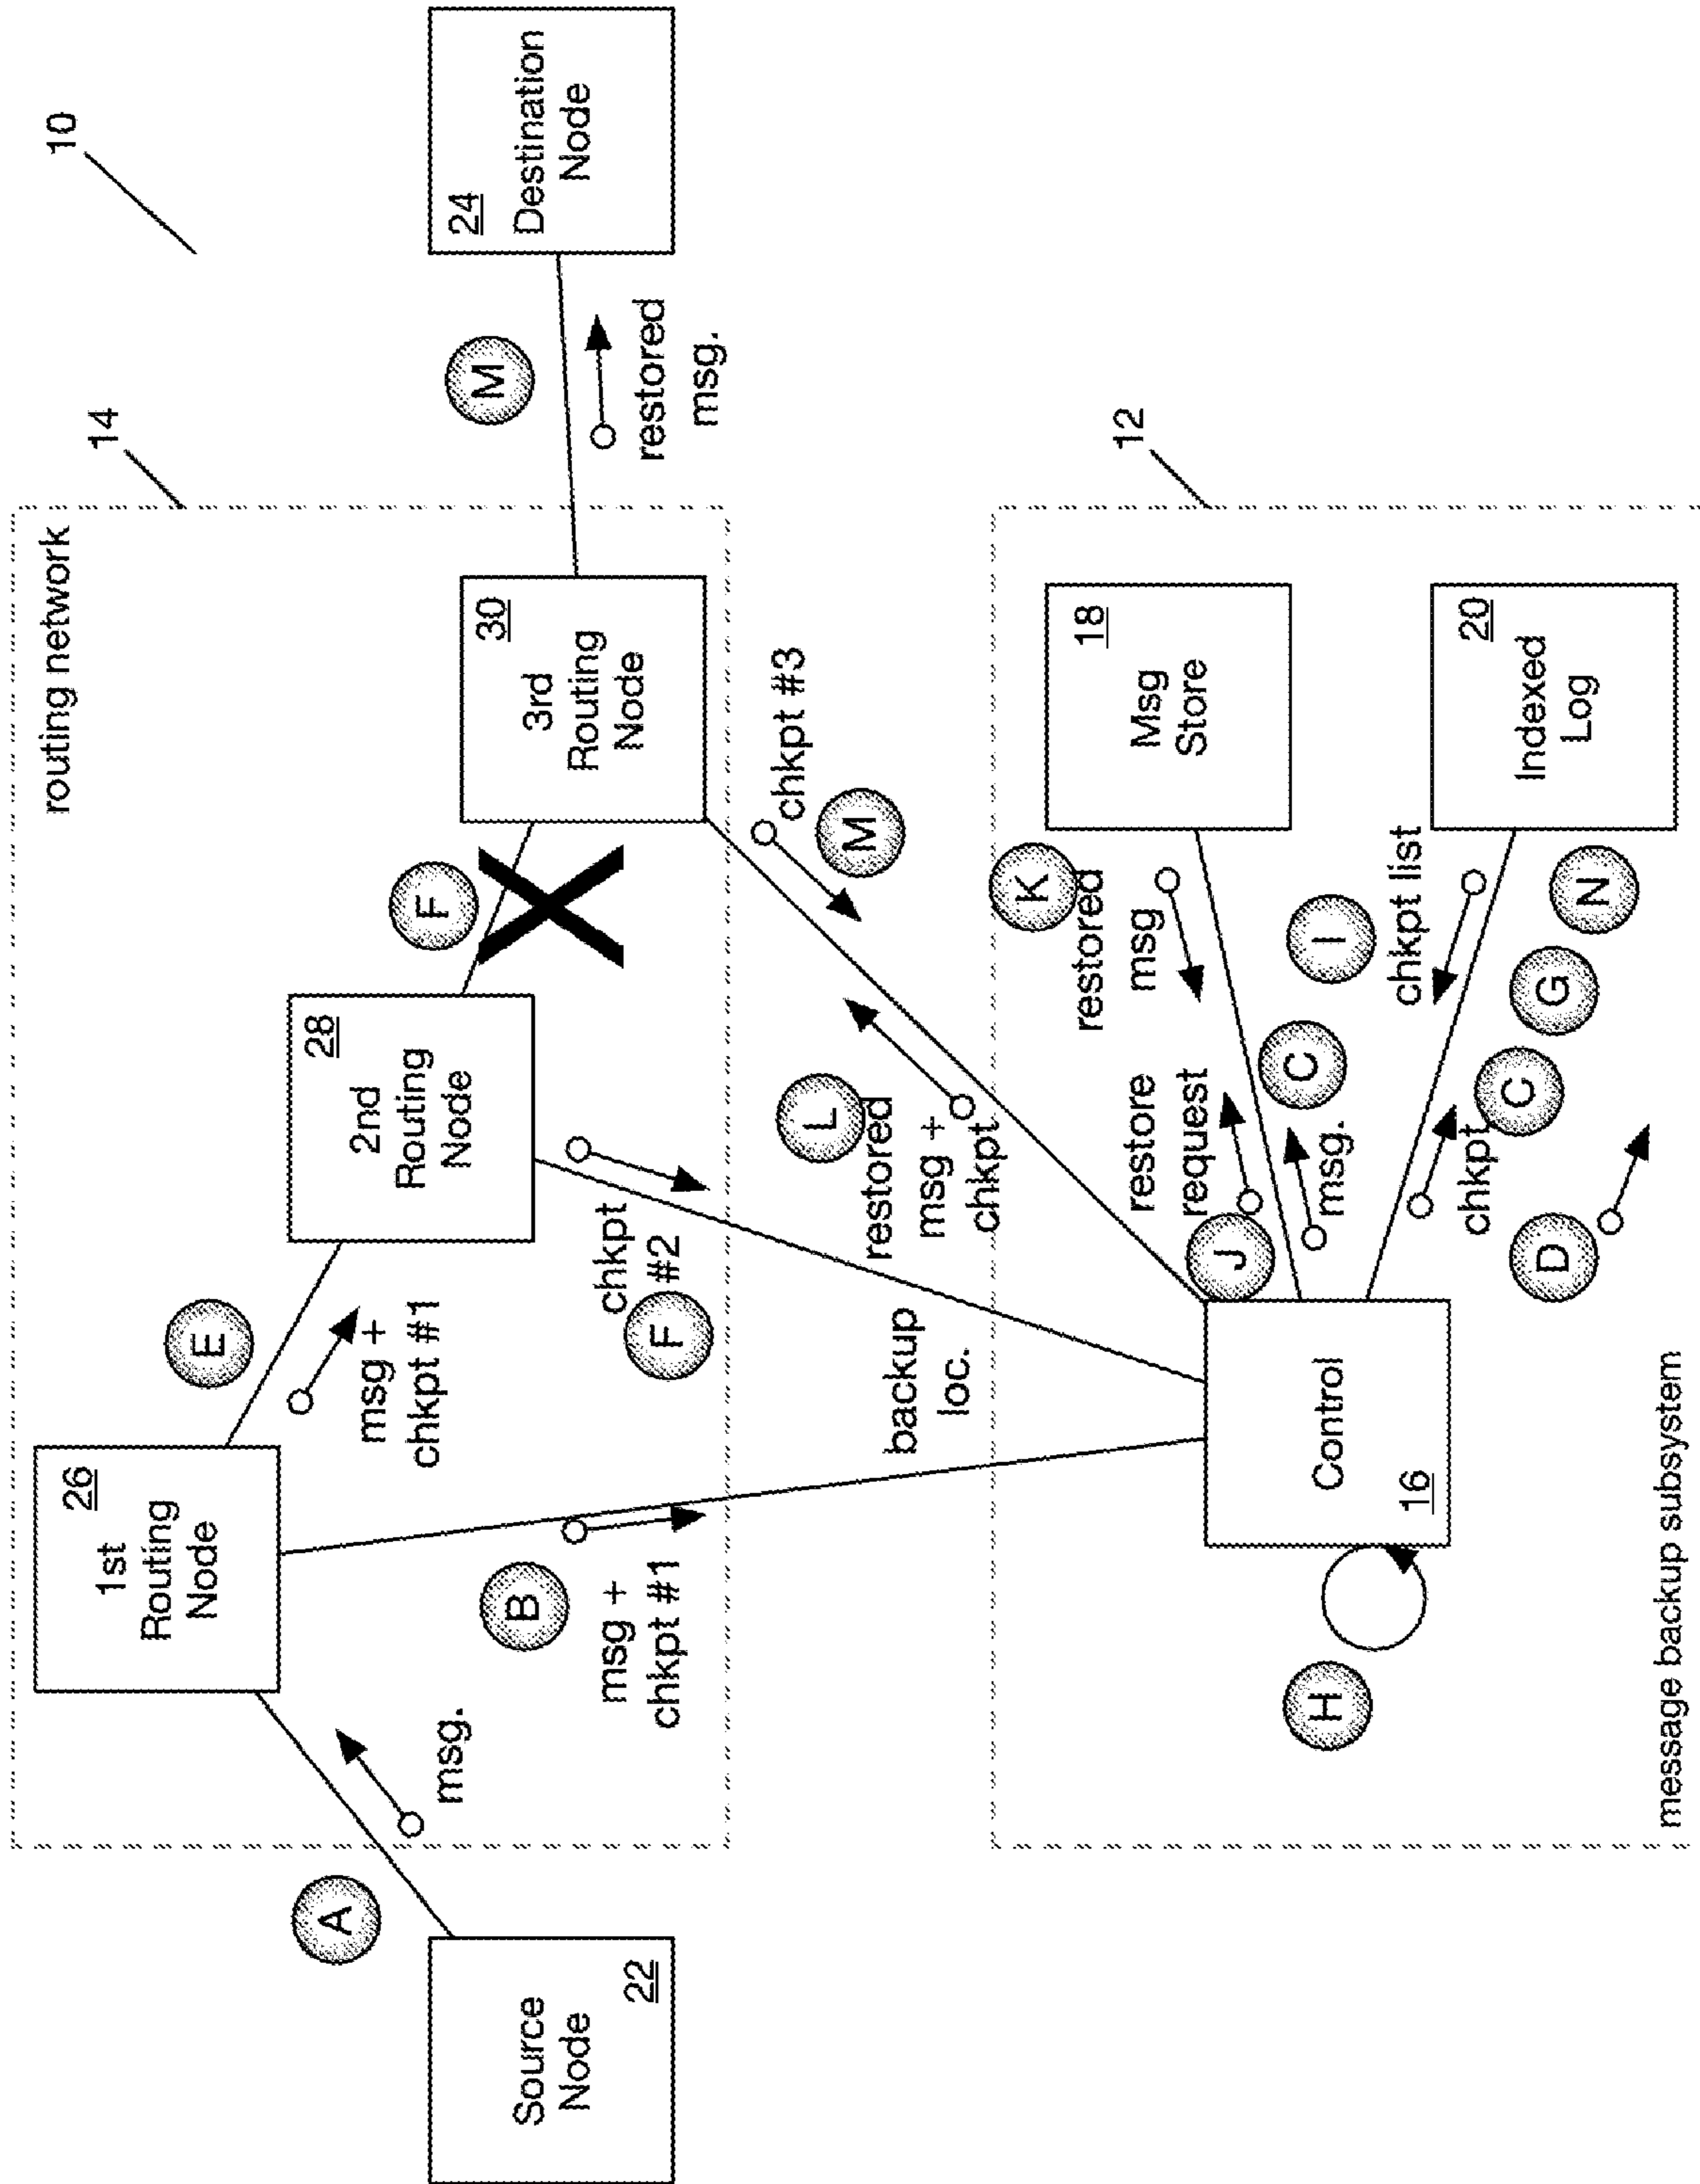 10
14
routing network
A
msg.
Source
Node
22
26
1st
Routing
Node
E
msg +
chkpt #1
B
msg +
chkpt #1
28
2nd
Routing
Node
chkpt
#2
F
F
30
3rd
Routing
Node
chkpt #3
M
M
restored
msg.
24
Destination
Node
L
restored
msg +
chkpt
backup
loc.
12
H
Control
16
J
restore
request
C
msg.
K
restored
msg
18
Msg
Store
I
chkpt list
chkpt
C
G
N
D
20
Indexed
Log
message backup subsystem